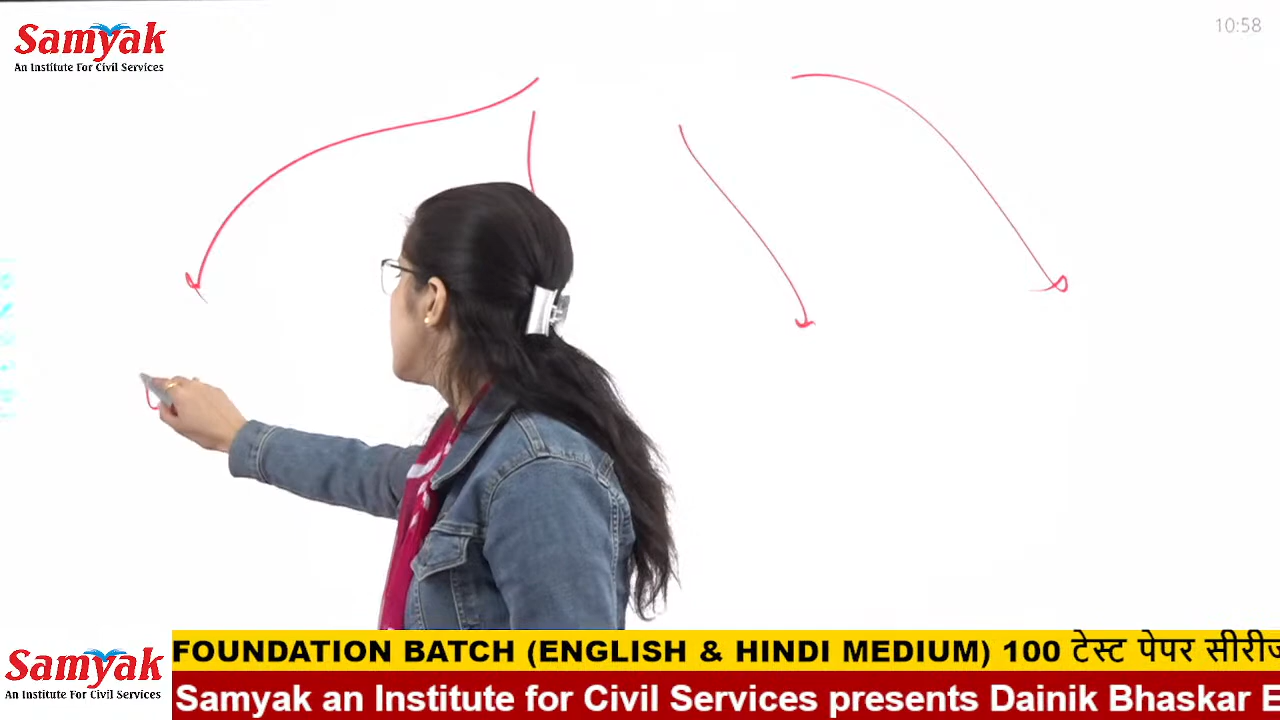 Samyak
An Institute For Civil Services
10:58
Samyak
An Institute For Civil Services
FOUNDATION BATCH (ENGLISH & HINDI MEDIUM) 100 टेस्ट पेपर सीरीज
Samyak an Institute for Civil Services presents Dainik Bhaskar E